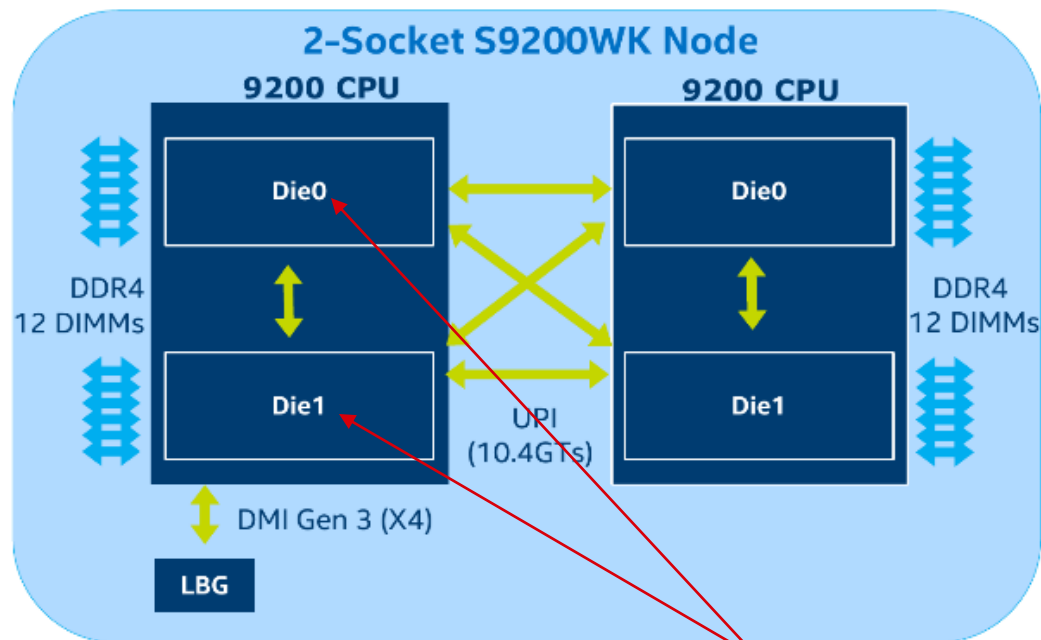 2-Socket S9200WK Node
9200 CPU
9200 CPU
Die0
Die0
DDR4
12 DIMMs
DDR4
12 DIMMs
Die1
Die1
UPI
(10.4GTs)
DMI Gen 3 (X4)
LBG